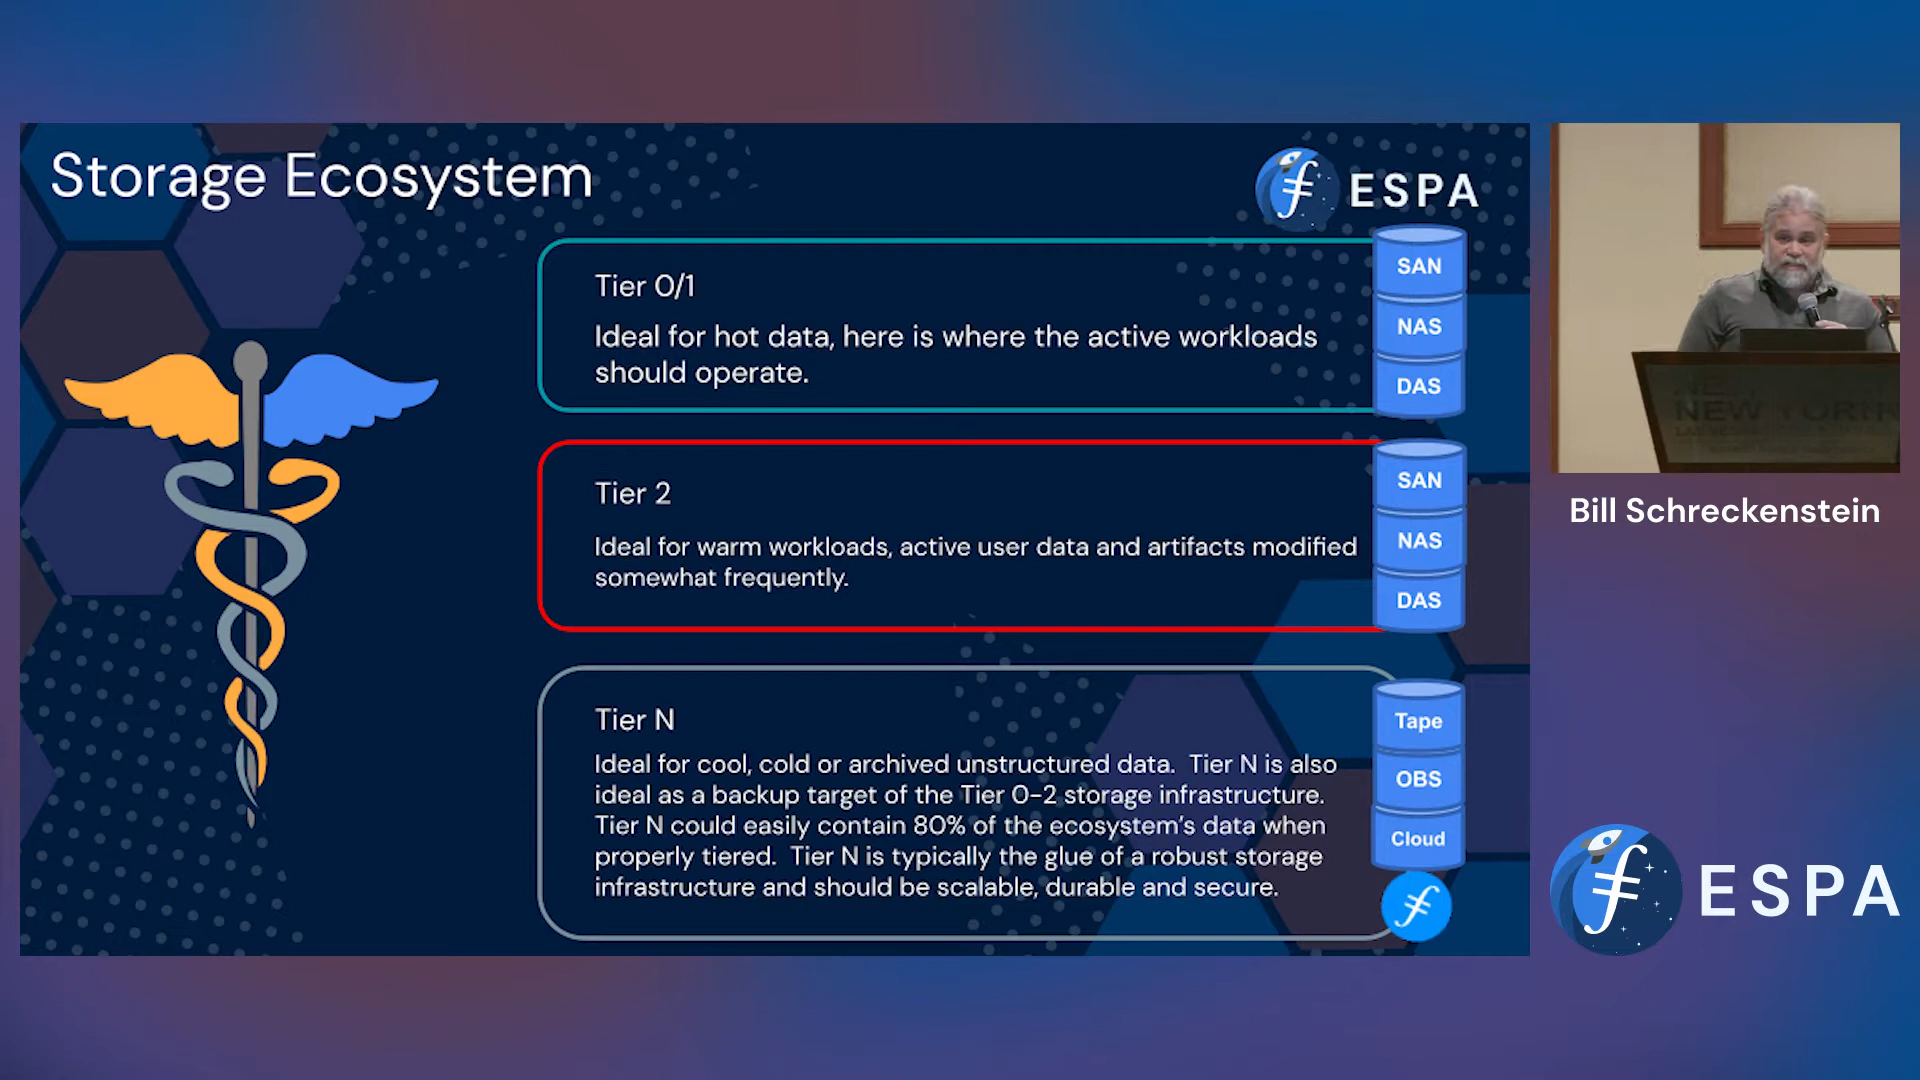 Storage Ecosystem
ESPA
Tier 0/1
Ideal for hot data, here is where the active workloads
should operate.
SAN
NAS
DAS
Tier 2
Ideal for warm workloads, active user data and artifacts modified
somewhat frequently.
SAN
NAS
DAS
Tier N
Ideal for cool, cold or archived unstructured data. Tier N is also
ideal as a backup target of the Tier 0-2 storage infrastructure.
Tier N could easily contain 80% of the ecosystem's data when
properly tiered. Tier N is typically the glue of a robust storage
infrastructure and should be scalable, durable and secure.
Tape
OBS
Cloud
NEW YORK
Bill Schreckenstein
ESPA